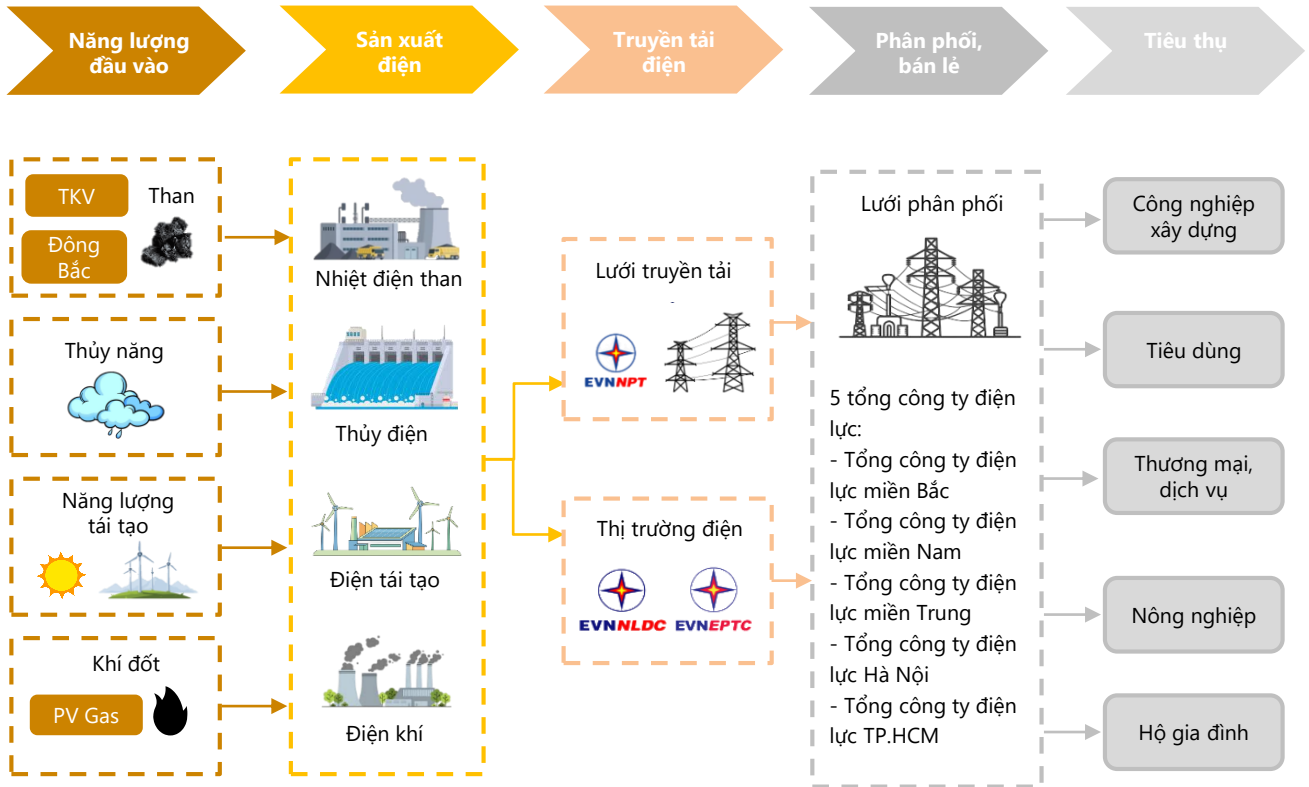 Năng lượng
đầu vào
Sản xuất
điện
Truyền tải
điện
Phân phối,
bán lẻ
Tiêu thụ
TKV
Than
Đông
Bắc
Thủy năng
Năng lượng
tái tạo
Khí đốt
PV Gas
Nhiệt điện than
Thủy điện
Điện tái tạo
Điện khí
Lưới truyền tải
EVNNPT
Thị trường điện
EVNNLDC
EVNEPTC
Lưới phân phối
5 tổng công ty điện
lực:
- Tổng công ty điện
lực miền Bắc
- Tổng công ty điện
lực miền Nam
- Tổng công ty điện
lực miền Trung
- Tổng công ty điện
lực Hà Nội
- Tổng công ty điện
lực TP.HCM
Công nghiệp
xây dựng
Tiêu dùng
Thương mại,
dịch vụ
Nông nghiệp
Hộ gia đình